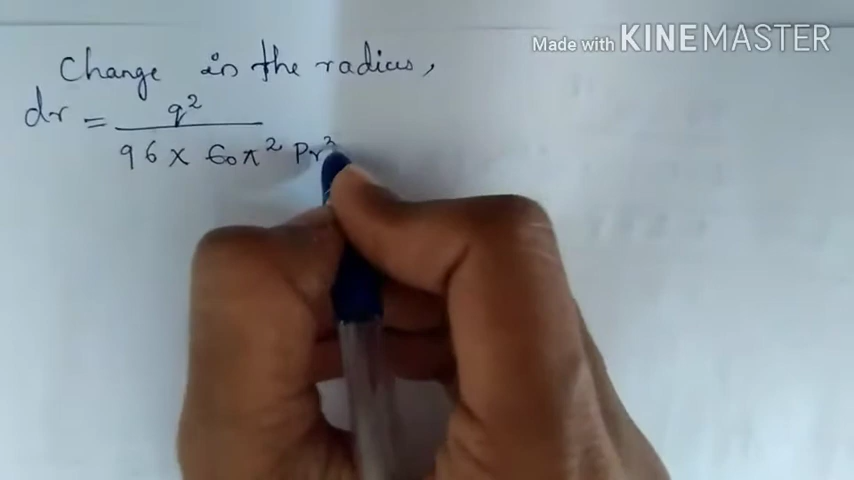 Made with KINEMASTER
Change in the radius,
dr = q²
96 x ϵ₀π² Pr³